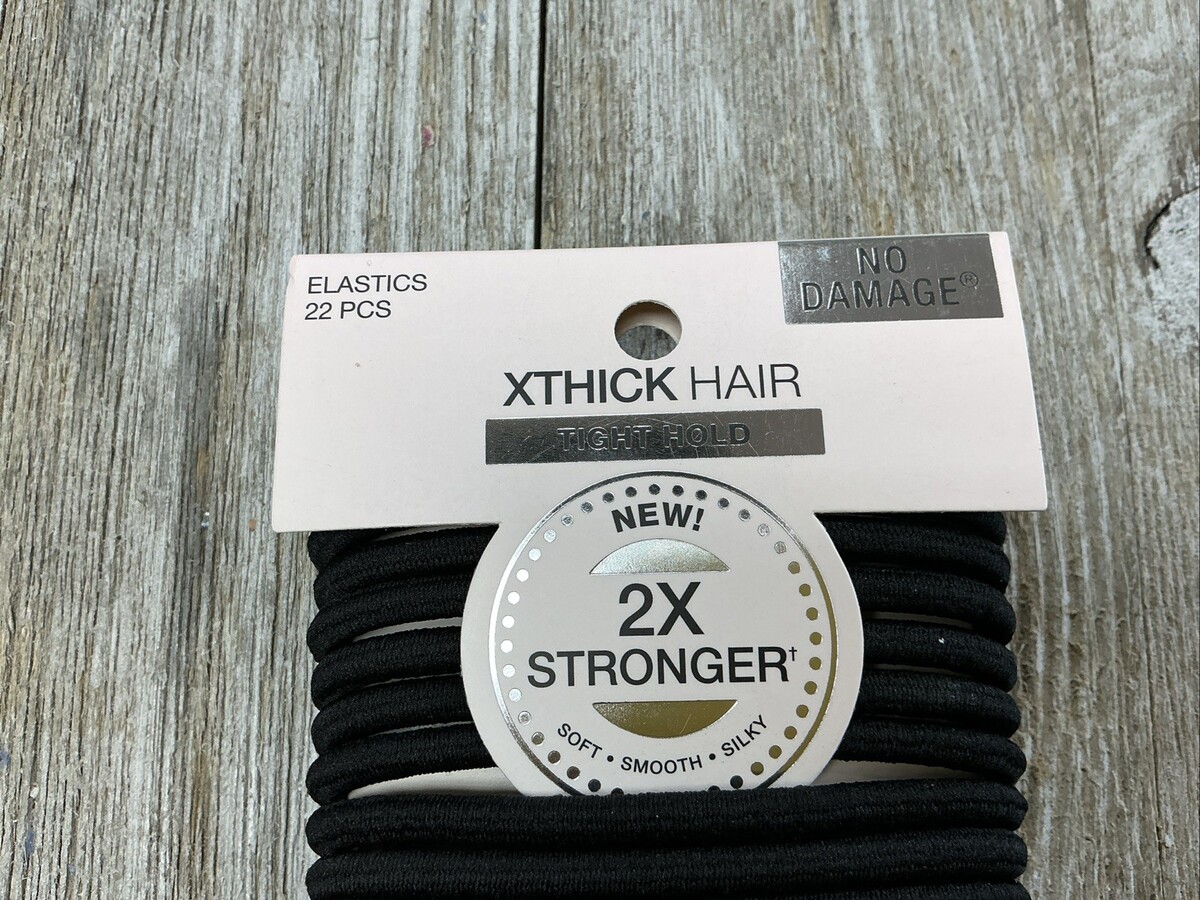 ELASTICS
22 PCS
NO
DAMAGE®
XTHICK HAIR
TIGHT HOLD
NEW!
2X
STRONGER†
SOFT • SMOOTH • SILKY